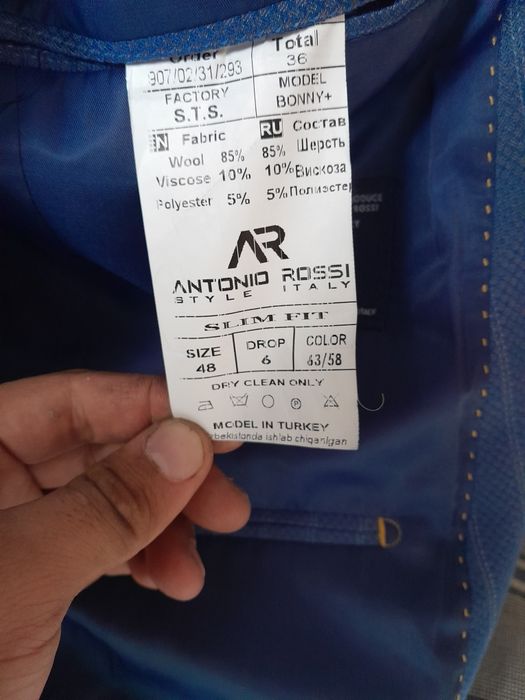 Order Total
907/02/31/293 36
FACTORY MODEL
S.T.S. BONNY+
EN Fabric RU Состав
Wool 85% 85% Шерсть
Viscose 10% 10% Вискоза
Polyester 5% 5% Полиэстер
AR
ANTONIO ROSSI
STYLE ITALY
SLIM FIT
SIZE DROP COLOR
48 6 63/58
DRY CLEAN ONLY
P
MODEL IN TURKEY
zbekistonda ishlab chiqarilgan